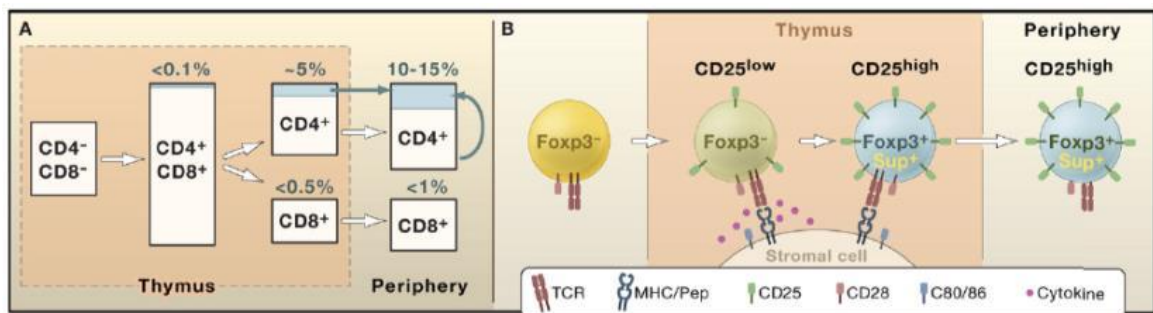 A
<0.1%
~5%
10-15%
CD4⁻
CD8⁻
CD4⁺
CD8⁺
CD4⁺
CD4⁺
<0.5%
<1%
CD8⁺
CD8⁺
Thymus
Periphery
B
Thymus
Periphery
CD25low
CD25high
CD25high
Foxp3⁻
Foxp3⁺⁻
Foxp3⁺
Sup⁺
Foxp3⁺
Sup⁺
Stromal cell
TCR
MHC/Pep
CD25
CD28
C80/86
Cytokine